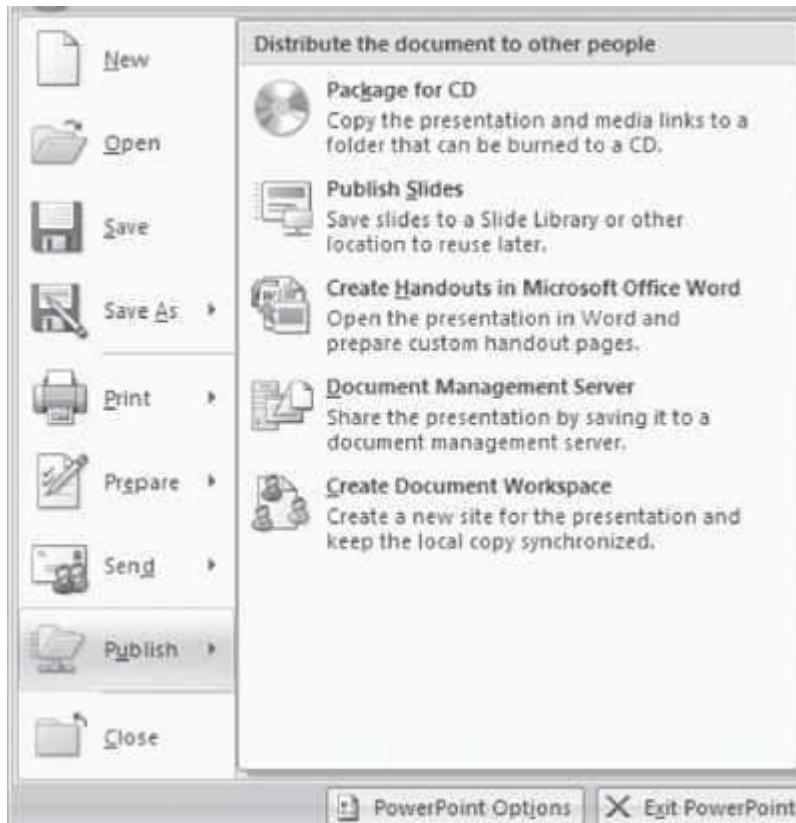 New
Open
Save
Save As
Print
Prepare
Send
Publish
Close
Distribute the document to other people
Package for CD
Copy the presentation and media links to a
folder that can be burned to a CD.
Publish Slides
Save slides to a Slide Library or other
location to reuse later.
Create Handouts in Microsoft Office Word
Open the presentation in Word and
prepare custom handout pages.
Document Management Server
Share the presentation by saving it to a
document management server.
Create Document Workspace
Create a new site for the presentation and
keep the local copy synchronized.
PowerPoint Options
Exit PowerPoint